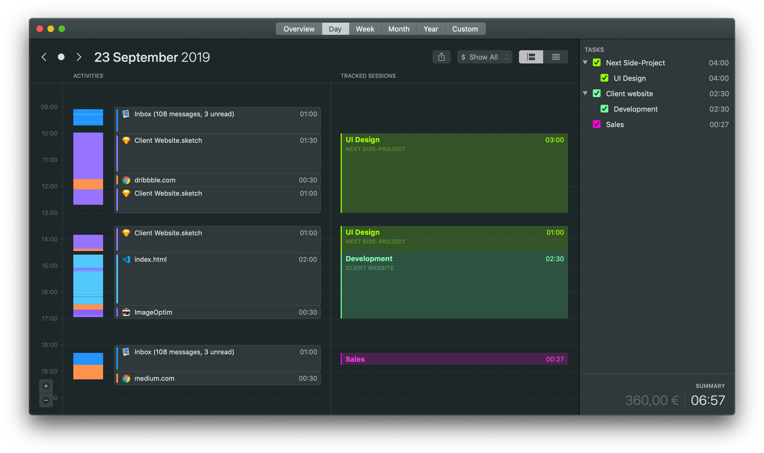 Overview Day Week Month Year Custom
23 September 2019
$ Show All
ACTIVITIES
TRACKED SESSIONS
09:00
Inbox (108 messages, 3 unread) 01:00
10:00
Client Website.sketch 01:30
UI Design 03:00
NEXT SIDE-PROJECT
11:00
12:00
dribbble.com 00:30
Client Website.sketch 01:00
13:00
14:00
Client Website.sketch
UI Design 01:00
NEXT SIDE-PROJECT
index.html 02:00
Development 02:30
CLIENT WEBSITE
15:00
16:00
17:00
ImageOptim 00:30
18:00
Inbox (108 messages, 3 unread) 01:00
Sales 00:27
19:00
medium.com 00:30
TASKS
Next Side-Project 04:00
UI Design 04:00
Client website 02:30
Development 02:30
Sales 00:27
SUMMARY
360,00 € 06:57